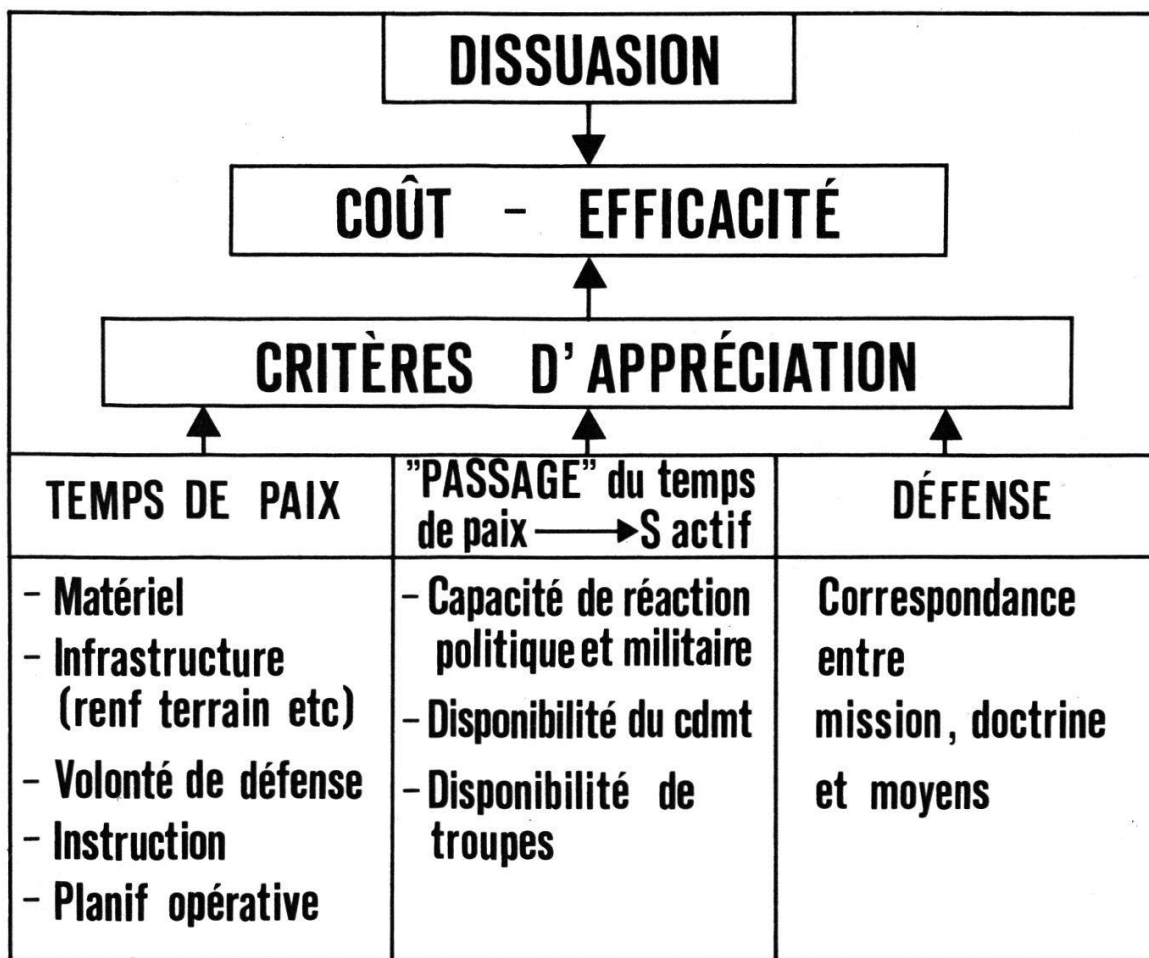 DISSUASION
COÛT - EFFICACITÉ
CRITÈRES D'APPRÉCIATION
TEMPS DE PAIX
"PASSAGE" du temps
de paix → S actif
DÉFENSE
- Matériel
- Infrastructure
(renf terrain etc)
- Volonté de défense
- Instruction
- Planif opérative
- Capacité de réaction
politique et militaire
- Disponibilité du cdmt
- Disponibilité de
troupes
Correspondance
entre
mission, doctrine
et moyens